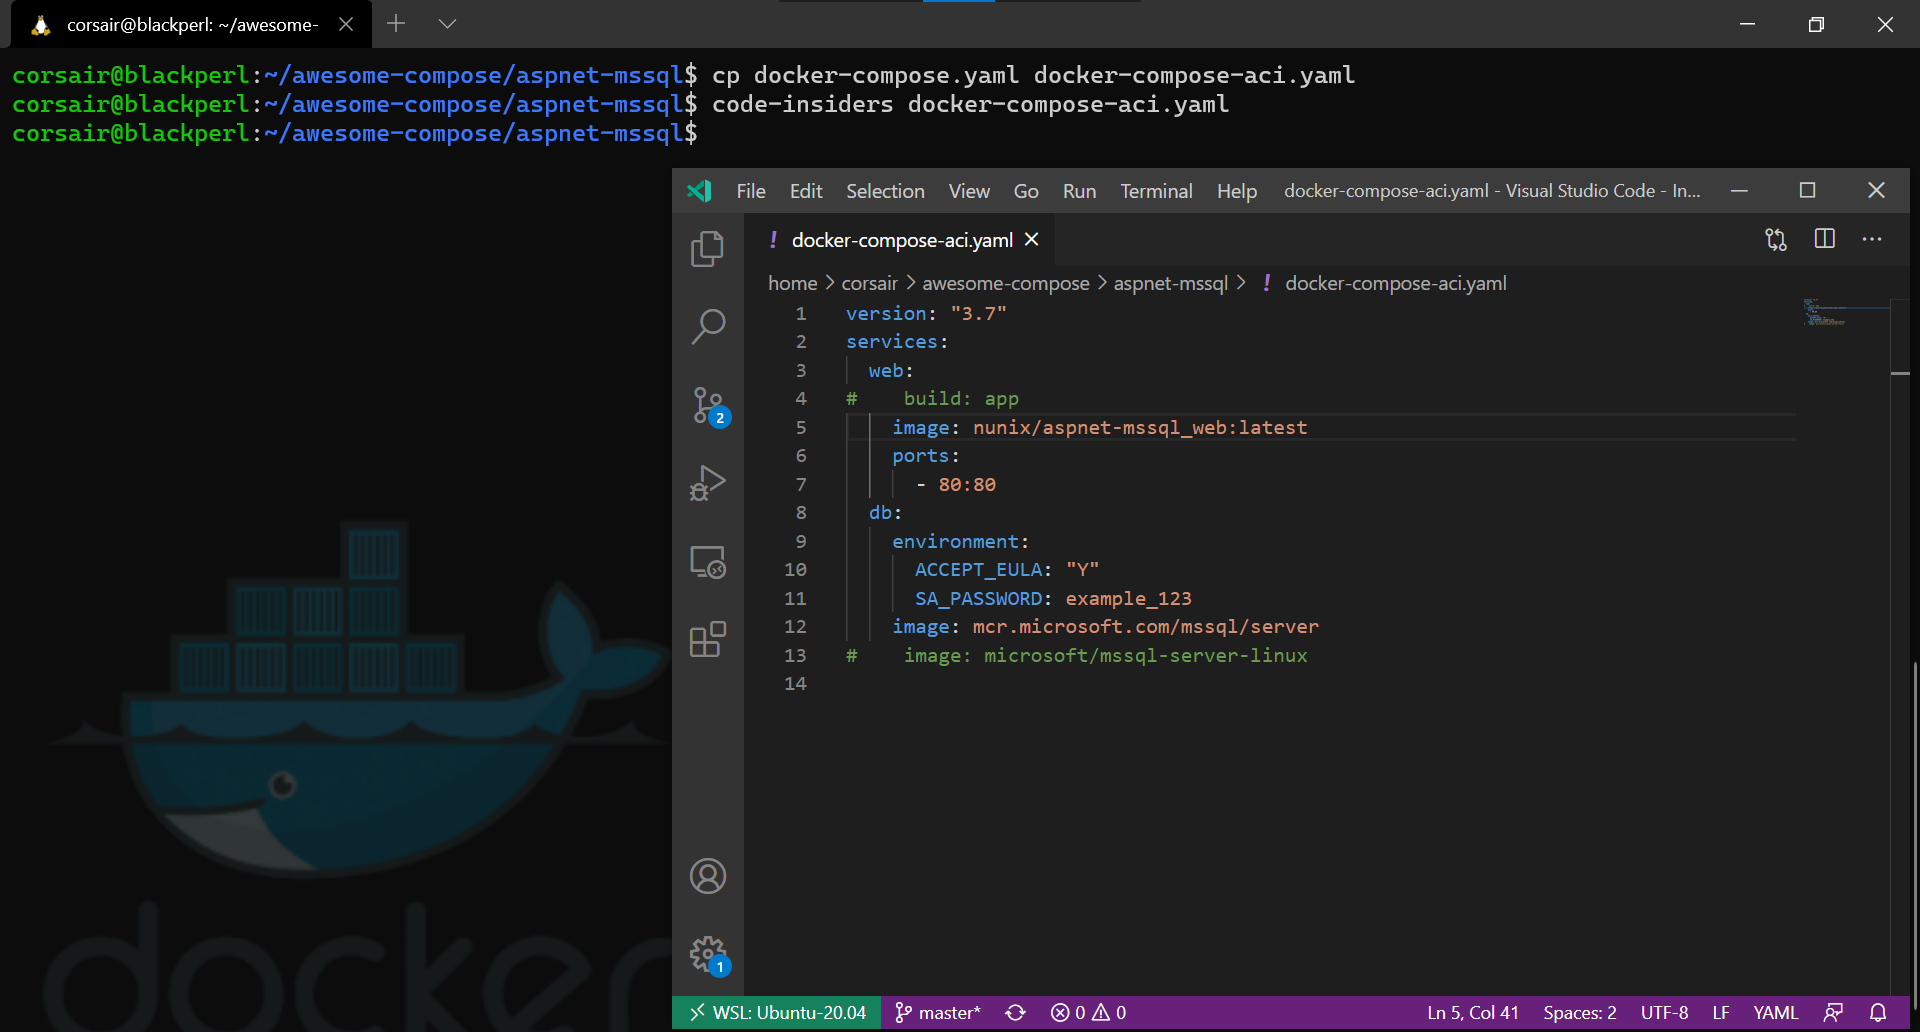 corsair@blackperl: ~/awesome-
corsair@blackperl:~/awesome-compose/aspnet-mssql$ cp docker-compose.yaml docker-compose-aci.yaml
corsair@blackperl:~/awesome-compose/aspnet-mssql$ code-insiders docker-compose-aci.yaml
corsair@blackperl:~/awesome-compose/aspnet-mssql$
File Edit Selection View Go Run Terminal Help docker-compose-aci.yaml - Visual Studio Code - In...
! docker-compose-aci.yaml
home > corsair > awesome-compose > aspnet-mssql > ! docker-compose-aci.yaml
1 version: "3.7"
2 services:
3 web:
4 # build: app
5 image: nunix/aspnet-mssql_web:latest
6 ports:
7 - 80:80
8 db:
9 environment:
10 ACCEPT_EULA: "Y"
11 SA_PASSWORD: example_123
12 image: mcr.microsoft.com/mssql/server
13 # image: microsoft/mssql-server-linux
14
2
1
docker
WSL: Ubuntu-20.04 master* 0 0 Ln 5, Col 41 Spaces: 2 UTF-8 LF YAML